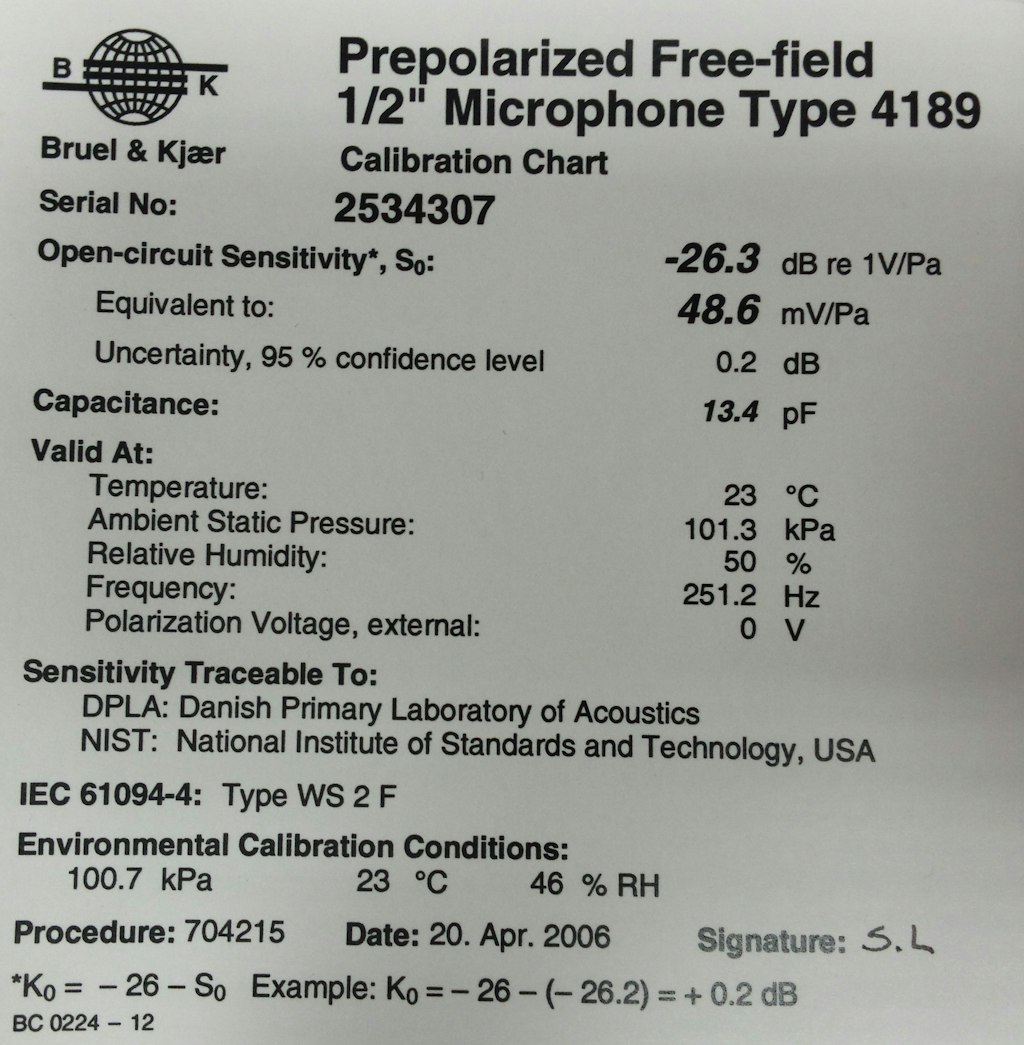 B K
Prepolarized Free-field
1/2" Microphone Type 4189
Bruel & Kjær
Calibration Chart
Serial No: 2534307
Open-circuit Sensitivity*, S₀: -26.3 dB re 1V/Pa
Equivalent to: 48.6 mV/Pa
Uncertainty, 95 % confidence level 0.2 dB
Capacitance: 13.4 pF
Valid At:
Temperature: 23 °C
Ambient Static Pressure: 101.3 kPa
Relative Humidity: 50 %
Frequency: 251.2 Hz
Polarization Voltage, external: 0 V
Sensitivity Traceable To:
DPLA: Danish Primary Laboratory of Acoustics
NIST: National Institute of Standards and Technology, USA
IEC 61094-4: Type WS 2 F
Environmental Calibration Conditions:
100.7 kPa 23 °C 46 % RH
Procedure: 704215 Date: 20. Apr. 2006 Signature: S.L
*K₀ = – 26 – S₀ Example: K₀ = – 26 – (– 26.2) = + 0.2 dB
BC 0224 – 12